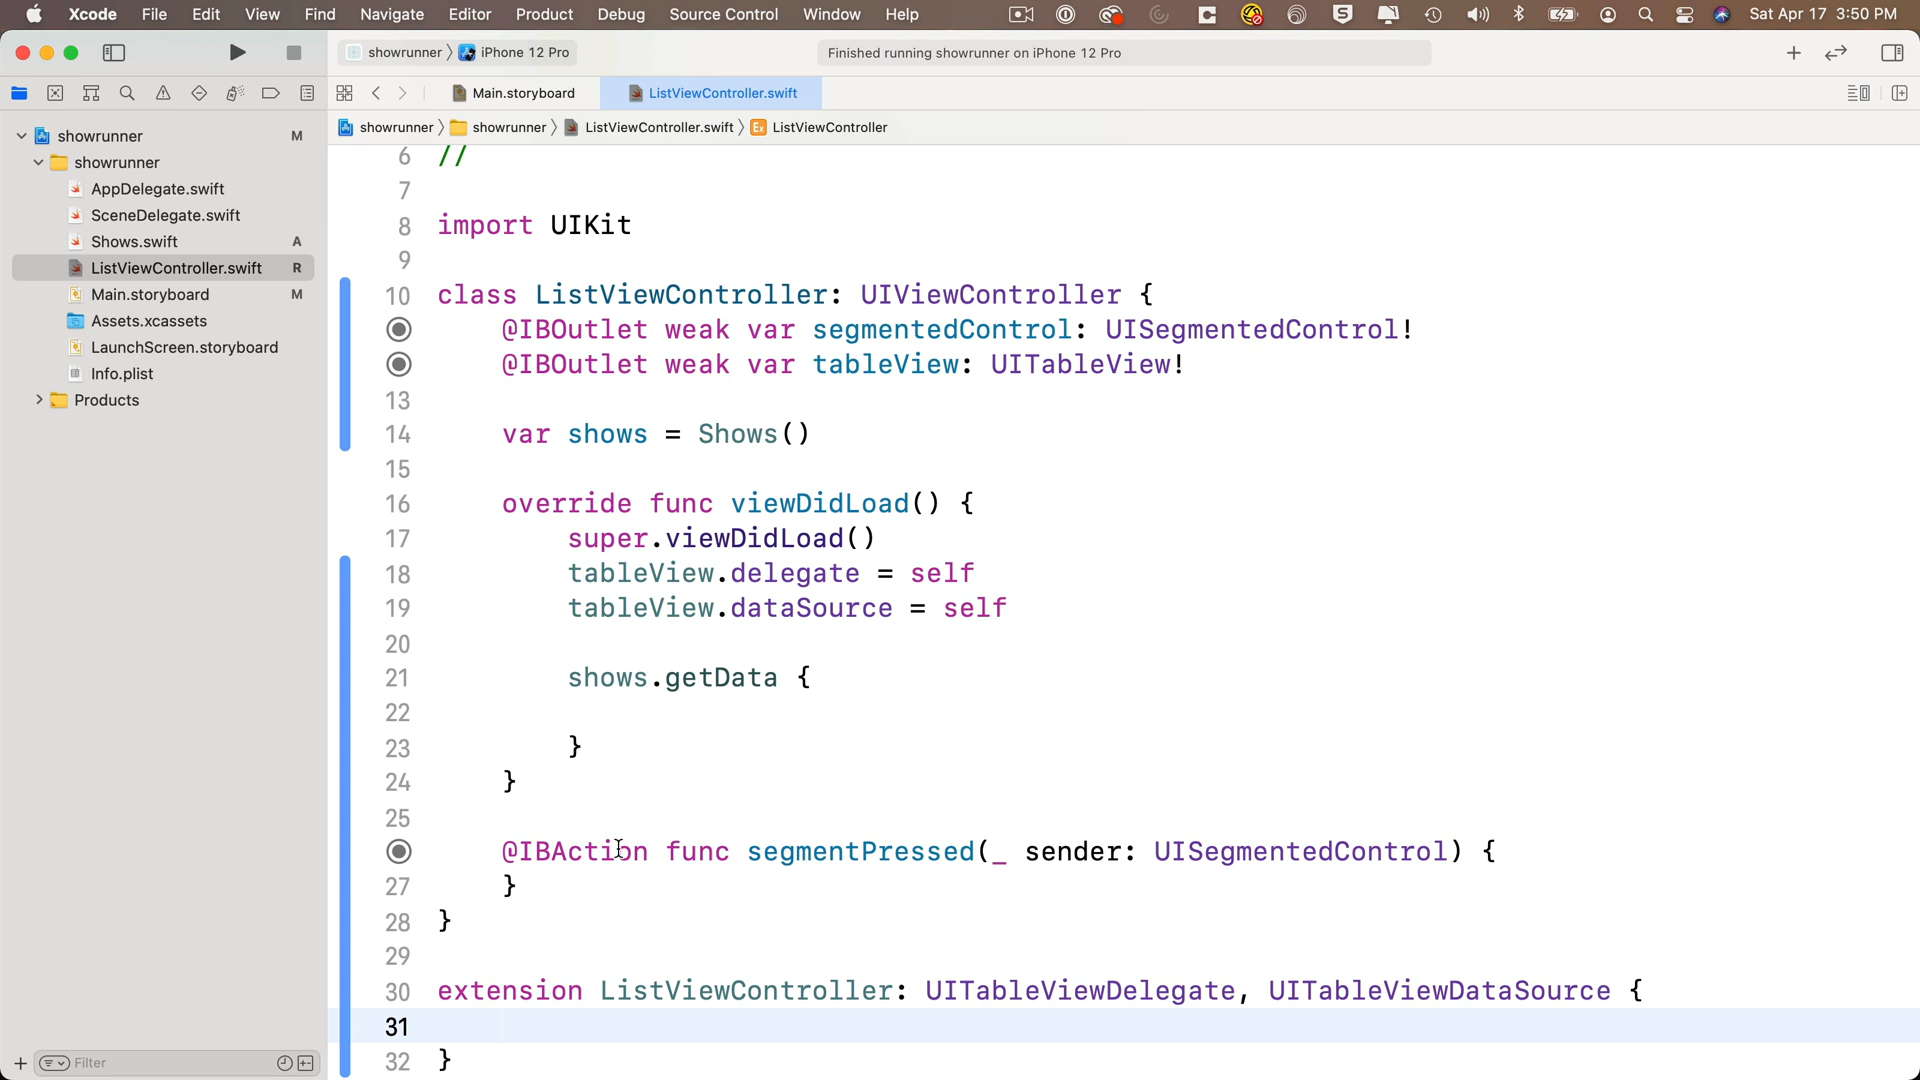 Xcode File Edit View Find Navigate Editor Product Debug Source Control Window Help Sat Apr 17 3:50 PM
showrunner 〉 iPhone 12 Pro Finished running showrunner on iPhone 12 Pro
Main.storyboard ListViewController.swift
showrunner 〉 showrunner 〉 ListViewController.swift 〉 Ex ListViewController
showrunner M
showrunner
AppDelegate.swift
SceneDelegate.swift
Shows.swift A
ListViewController.swift R
Main.storyboard M
Assets.xcassets
LaunchScreen.storyboard
Info.plist
Products
Filter
6 //
7
8 import UIKit
9
10 class ListViewController: UIViewController {
@IBOutlet weak var segmentedControl: UISegmentedControl!
@IBOutlet weak var tableView: UITableView!
13
14 var shows = Shows()
15
16 override func viewDidLoad() {
17 super.viewDidLoad()
18 tableView.delegate = self
19 tableView.dataSource = self
20
21 shows.getData {
22
23 }
24 }
25
@IBAction func segmentPressed(_ sender: UISegmentedControl) {
27 }
28 }
29
30 extension ListViewController: UITableViewDelegate, UITableViewDataSource {
31
32 }